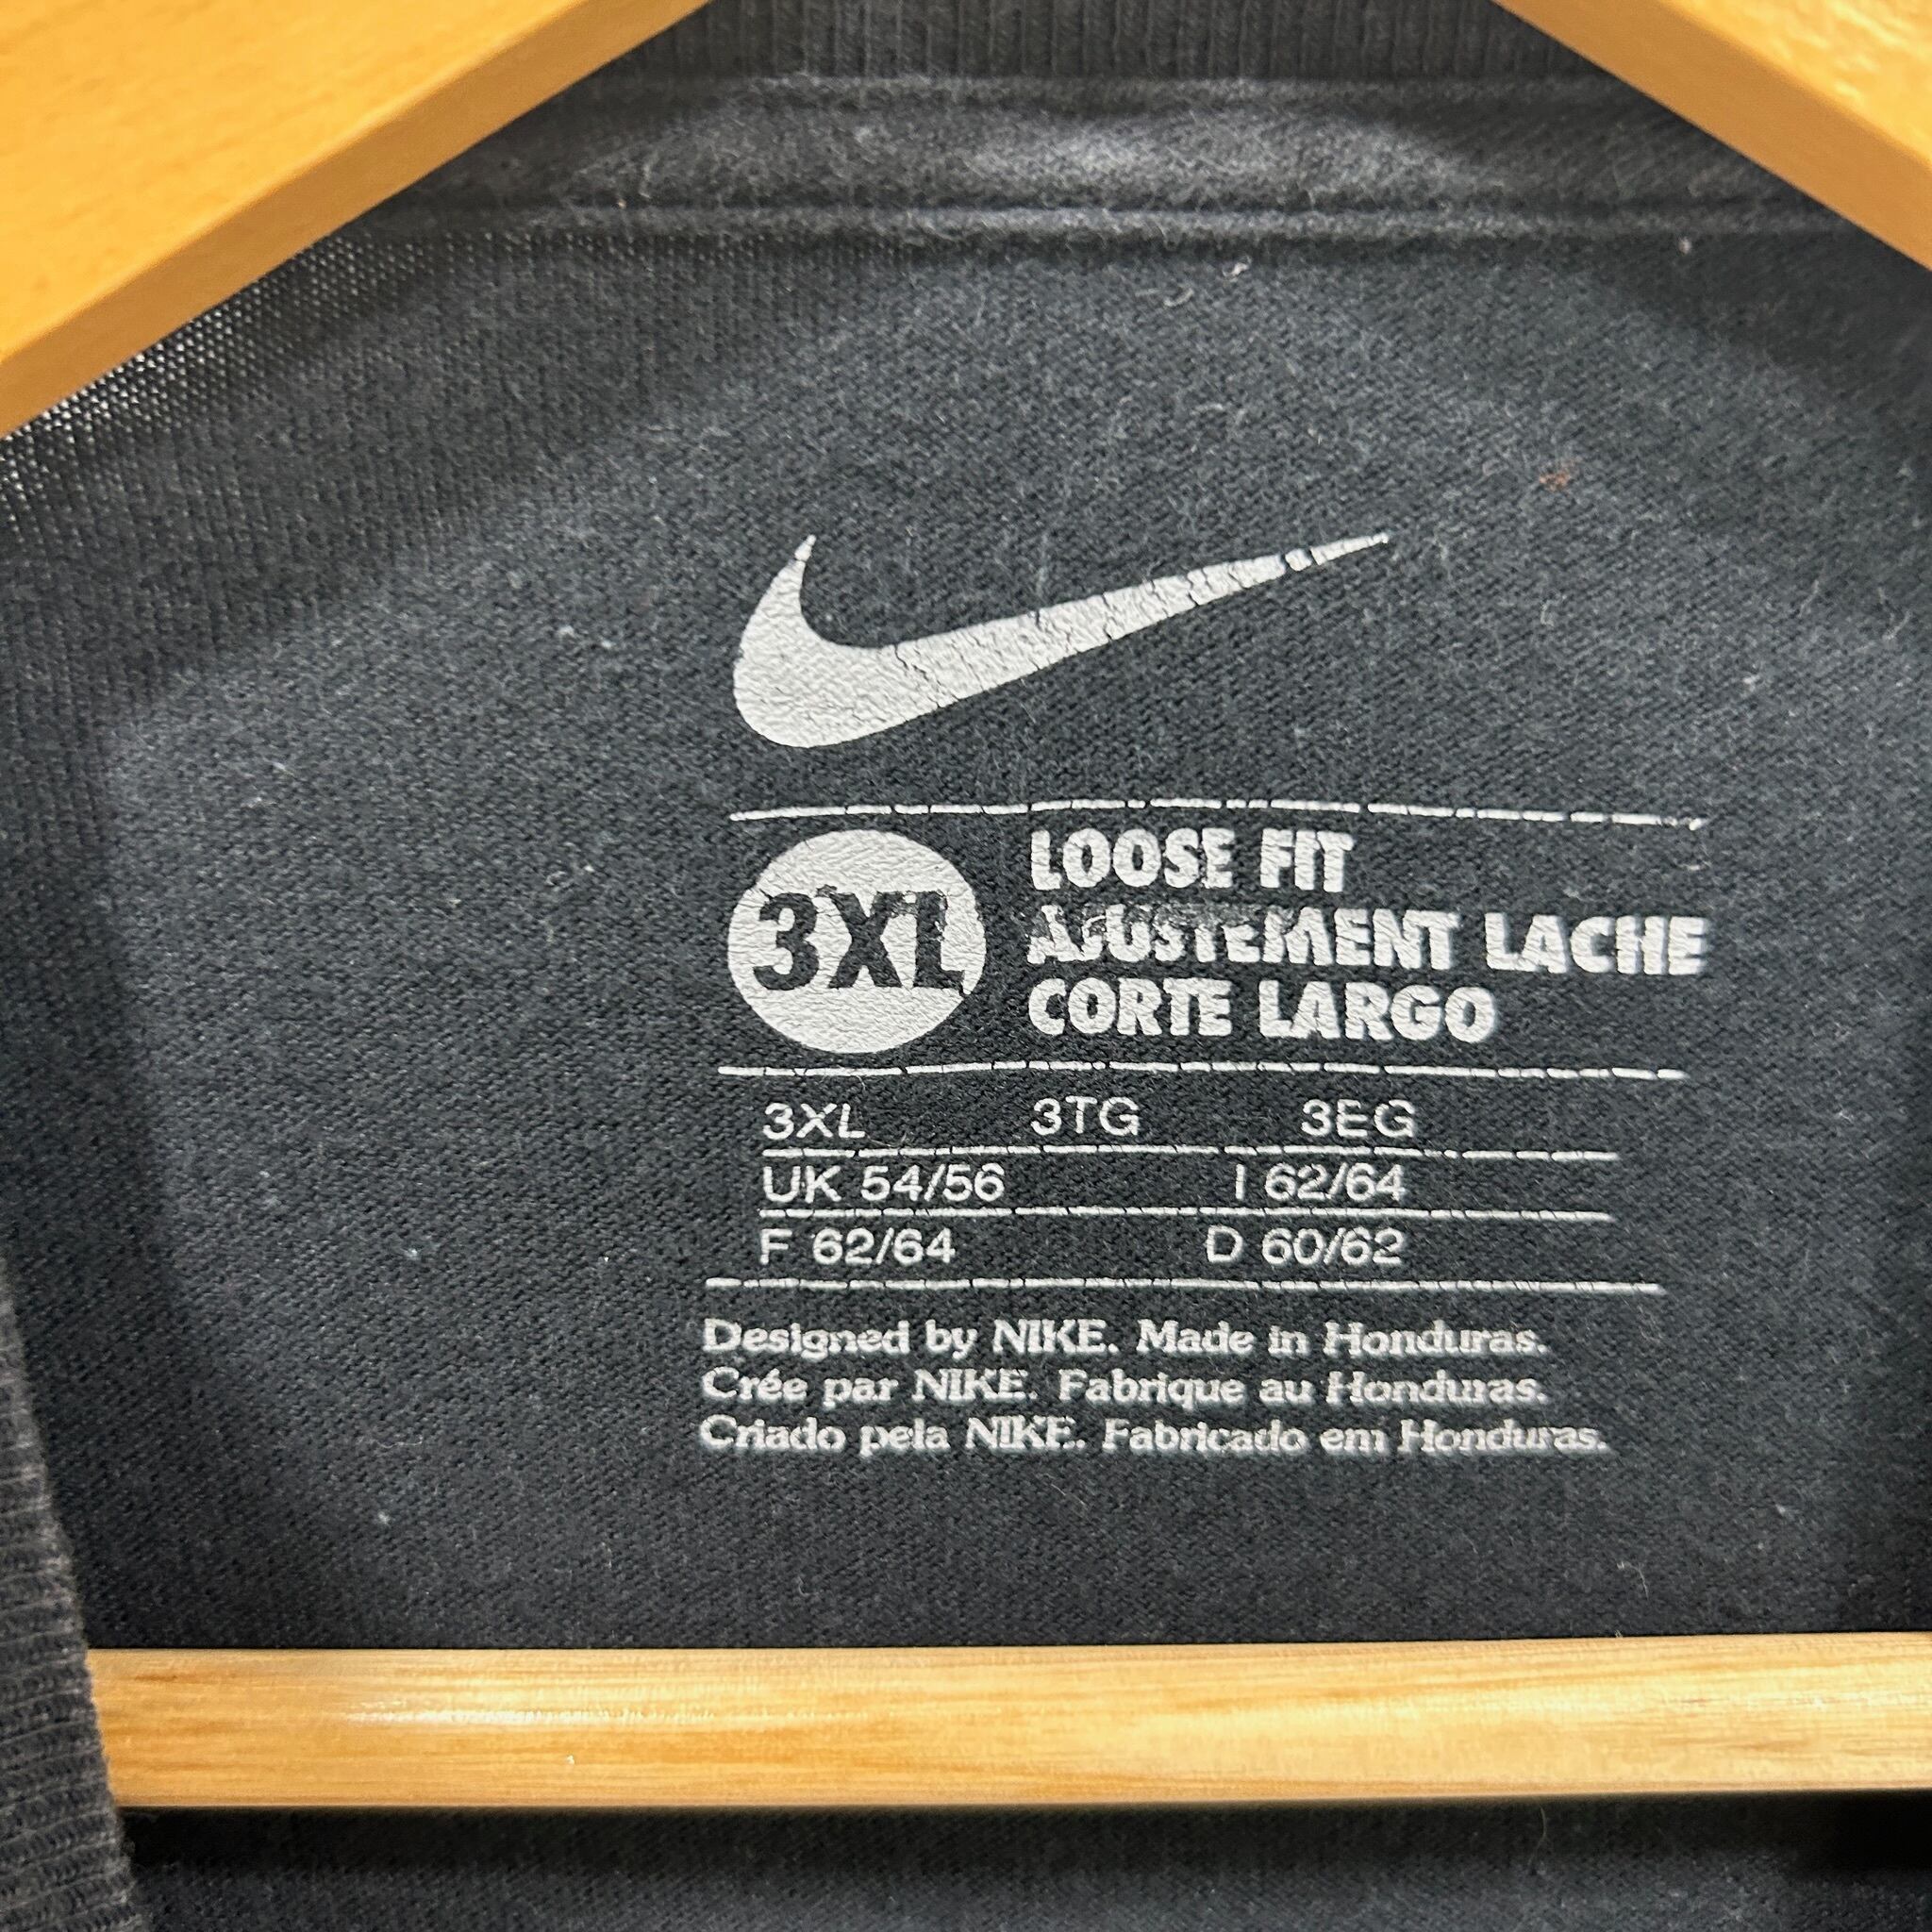 3XL
LOOSE FIT
AJUSTEMENT LACHE
CORTE LARGO
3XL 3TG 3EG
UK 54/56 I 62/64
F 62/64 D 60/62
Designed by NIKE. Made in Honduras.
Crée par NIKE. Fabrique au Honduras.
Criado pela NIKE. Fabricado em Honduras.